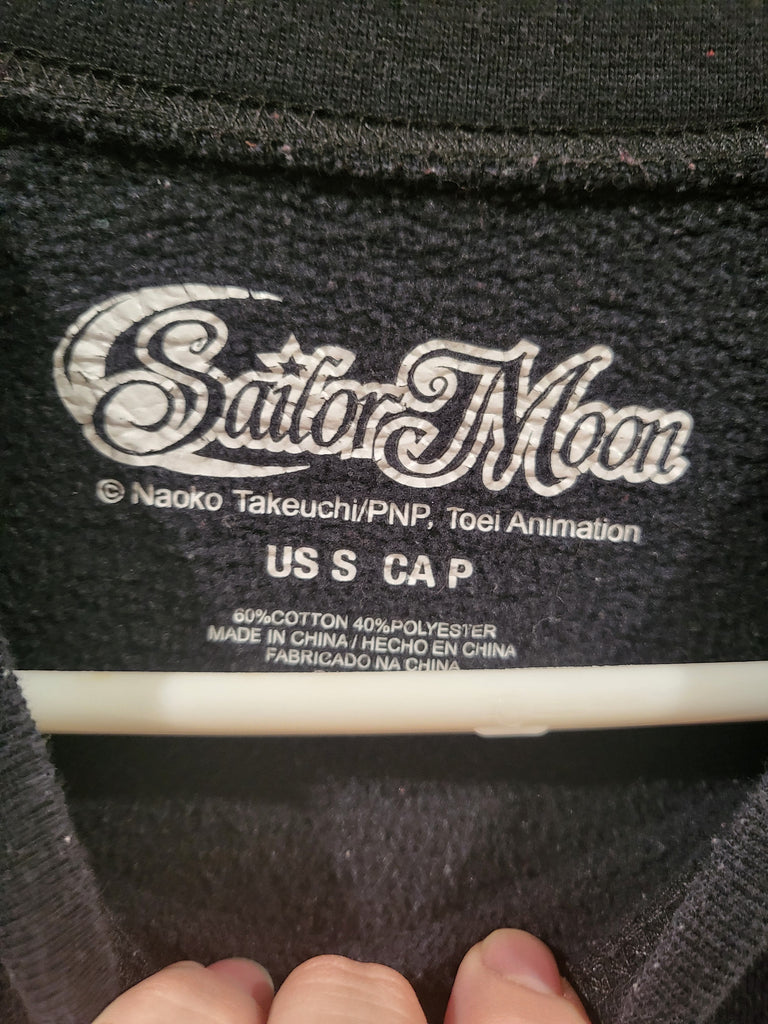 Sailor Moon
© Naoko Takeuchi/PNP, Toei Animation
US S CA P
60%COTTON 40%POLYESTER
MADE IN CHINA / HECHO EN CHINA
FABRICADO NA CHINA